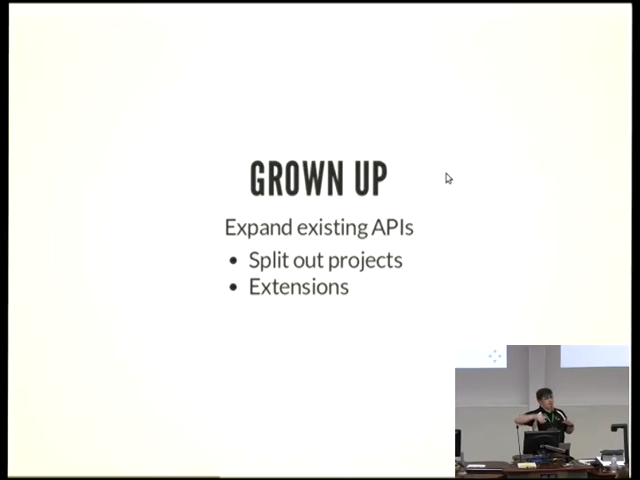 GROWN UP
Expand existing APIs
• Split out projects
• Extensions